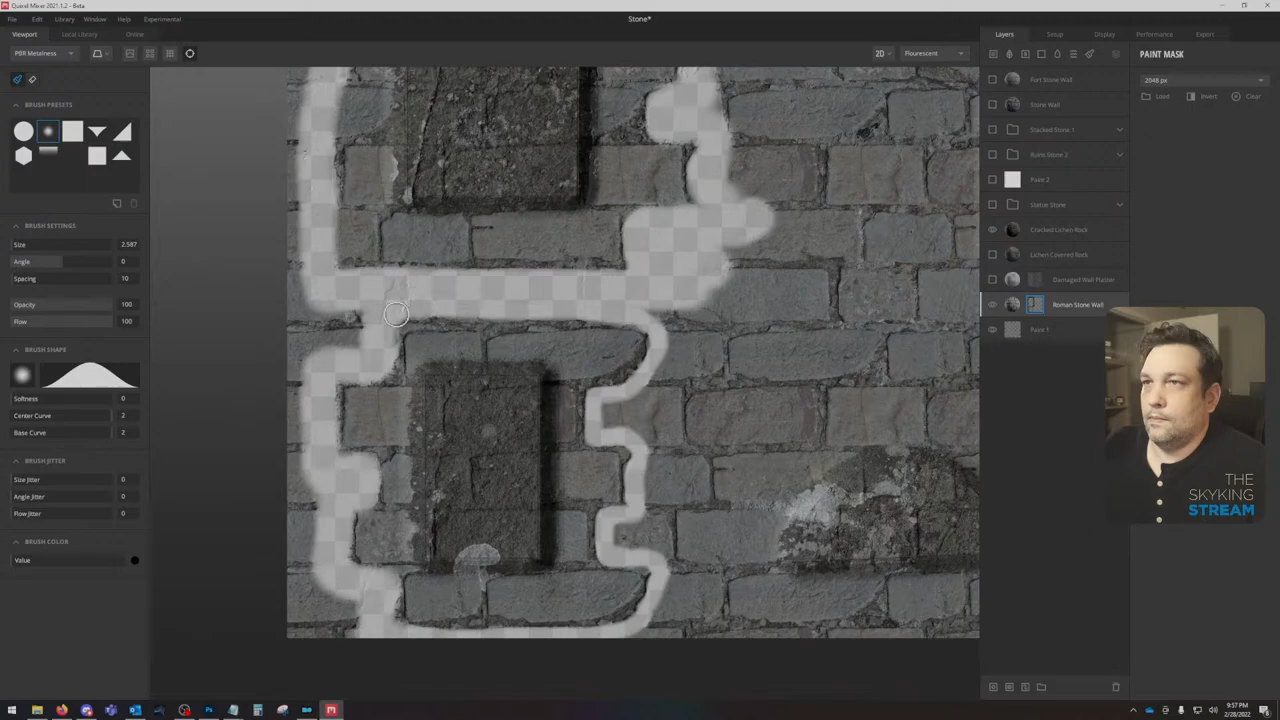 Quixel Mixer 2021.1.2 - Beta
File Edit Library Window Help Experimental
Stone*
Viewport Local Library Online
Layers Setup Display Performance Export
PBR Metalness
2D Flourescent
PAINT MASK
2048 px
Load Invert Clear
BRUSH PRESETS
BRUSH SETTINGS
Size 2.587
Angle 0
Spacing 10
Opacity 100
Flow 100
BRUSH SHAPE
Softness 0
Center Curve 2
Base Curve 2
BRUSH JITTER
Size Jitter 0
Angle Jitter 0
Flow Jitter 0
BRUSH COLOR
Value
Fort Stone Wall
Stone Wall
Stacked Stone 1
Ruins Stone 2
Paint 2
Statue Stone
Cracked Lichen Rock
Lichen Covered Rock
Damaged Wall Plaster
Roman Stone Wall
Paint 1
THE
SKYKING
STREAM
9:57 PM
2/28/2022